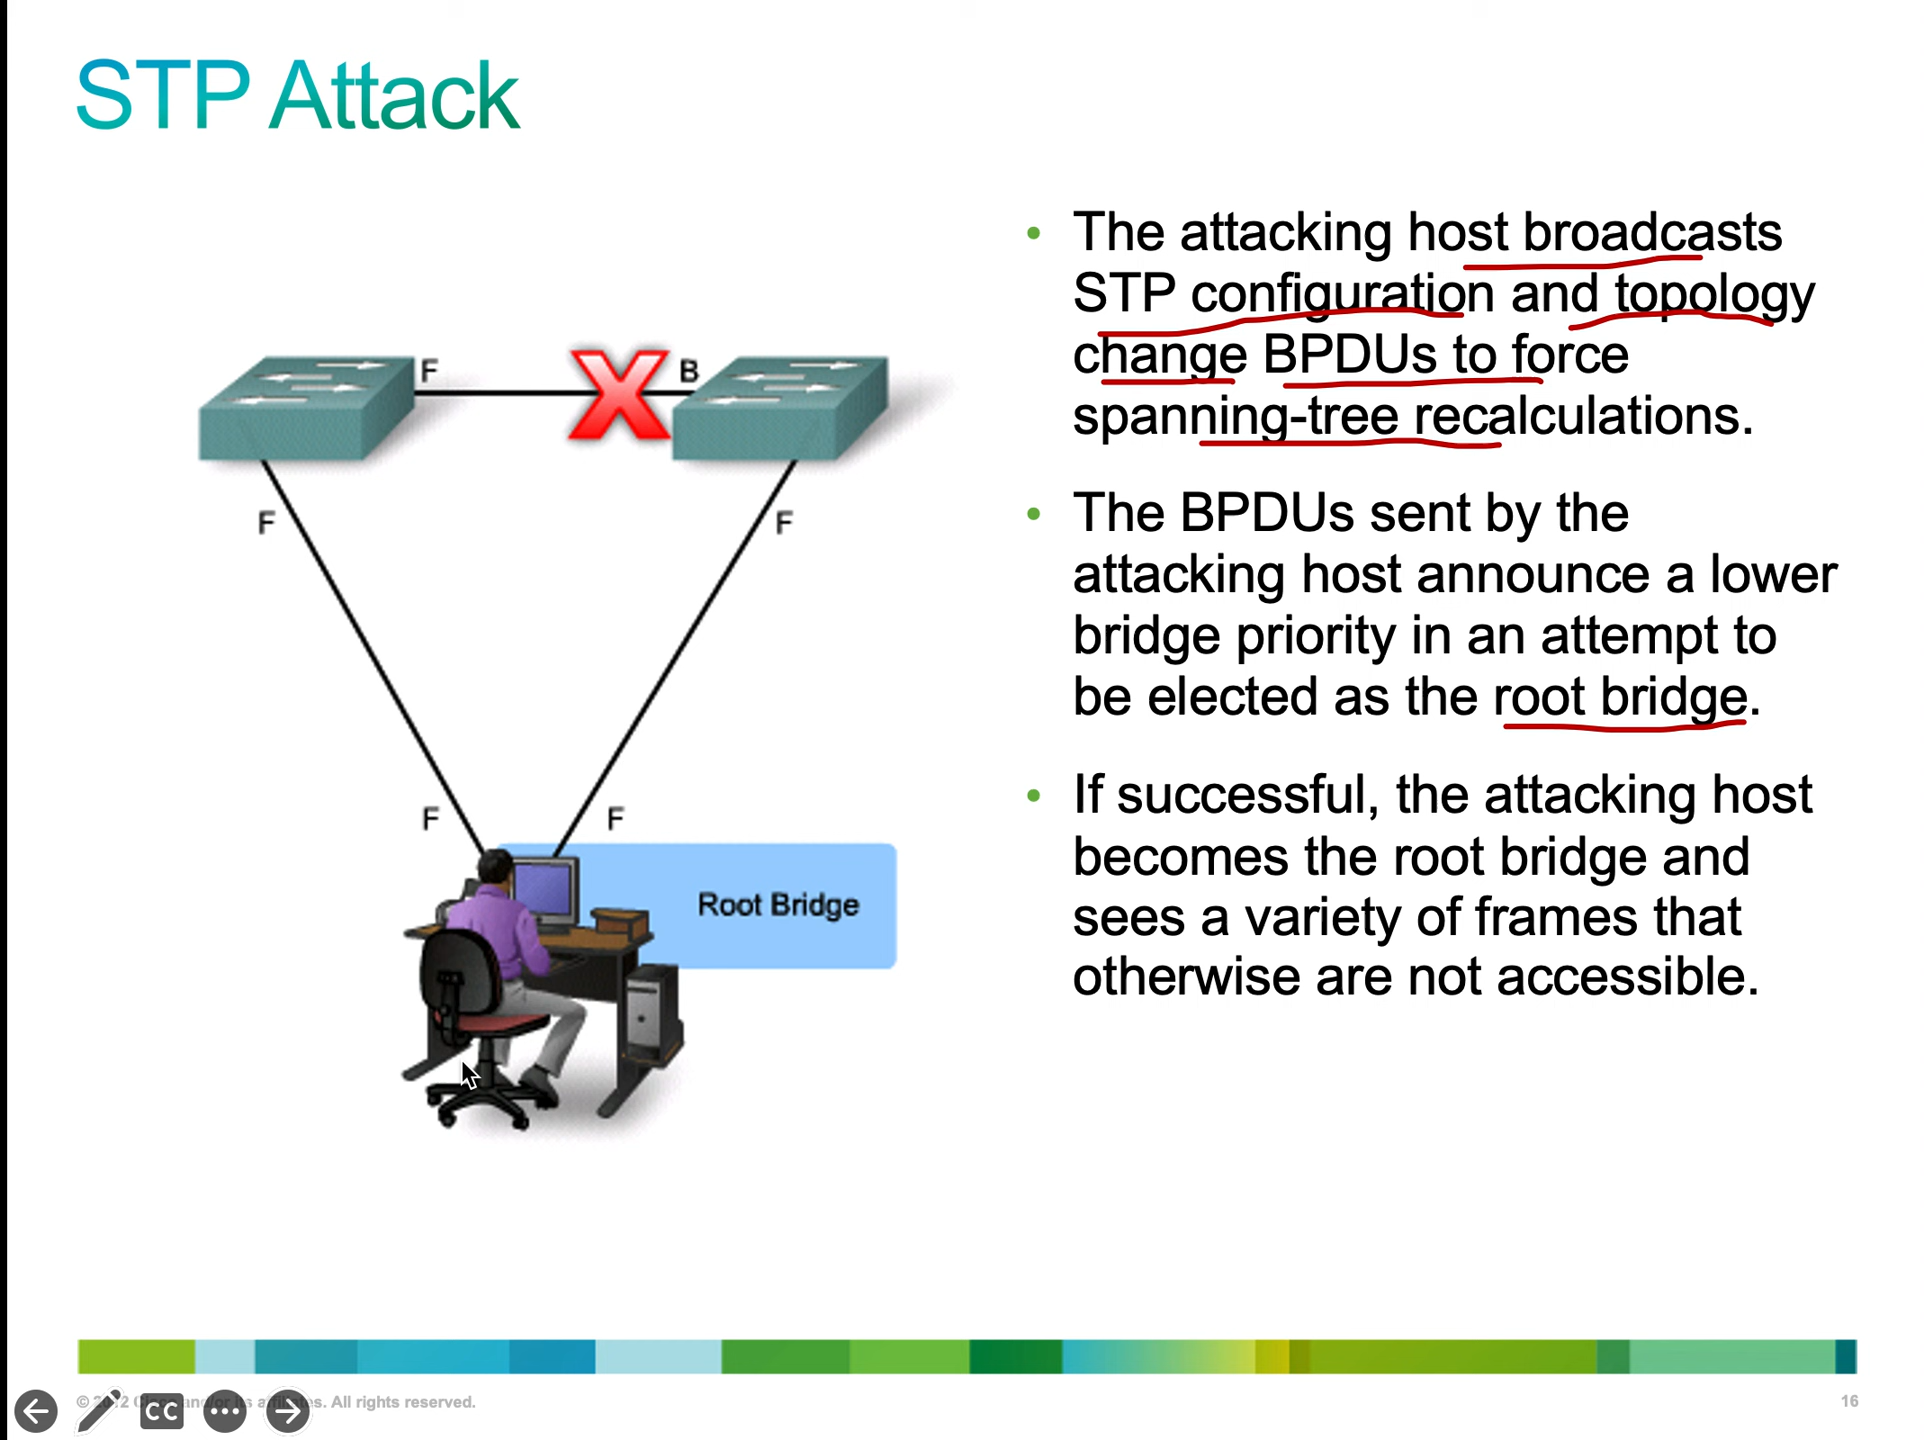 STP Attack
• The attacking host broadcasts
STP configuration and topology
change BPDUs to force
spanning-tree recalculations.
• The BPDUs sent by the
attacking host announce a lower
bridge priority in an attempt to
be elected as the root bridge.
• If successful, the attacking host
becomes the root bridge and
sees a variety of frames that
otherwise are not accessible.
F
B
F
F
F
F
Root Bridge
© All rights reserved.
CC
16